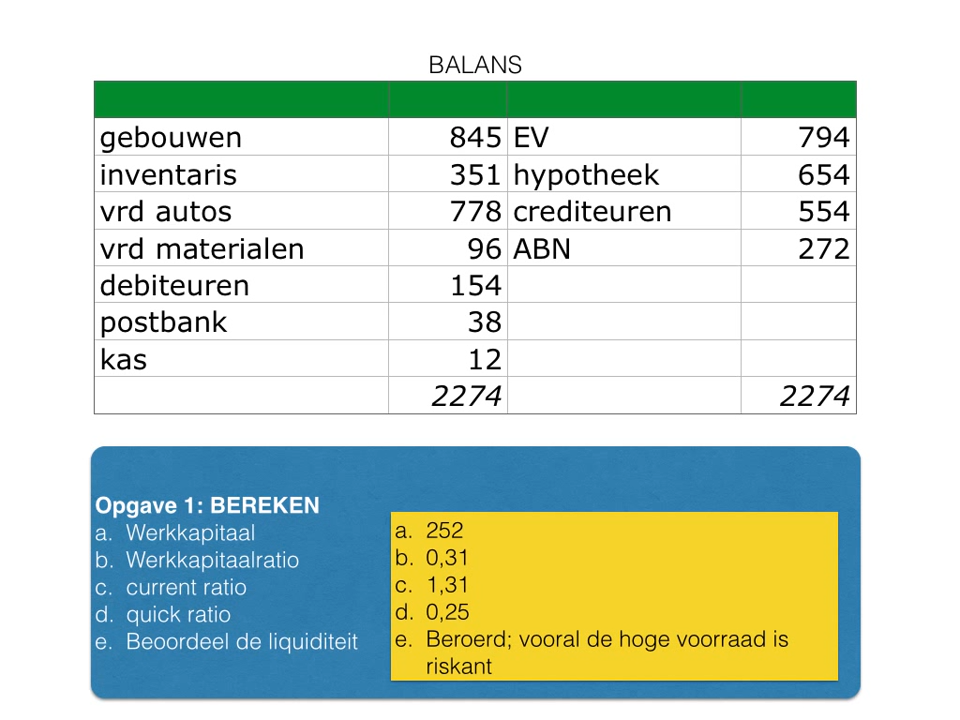 BALANS
gebouwen 845 EV 794
inventaris 351 hypotheek 654
vrd autos 778 crediteuren 554
vrd materialen 96 ABN 272
debiteuren 154
postbank 38
kas 12
2274 2274
Opgave 1: BEREKEN
a. Werkkapitaal
b. Werkkapitaalratio
c. current ratio
d. quick ratio
e. Beoordeel de liquiditeit
a. 252
b. 0,31
c. 1,31
d. 0,25
e. Beroerd; vooral de hoge voorraad is
riskant